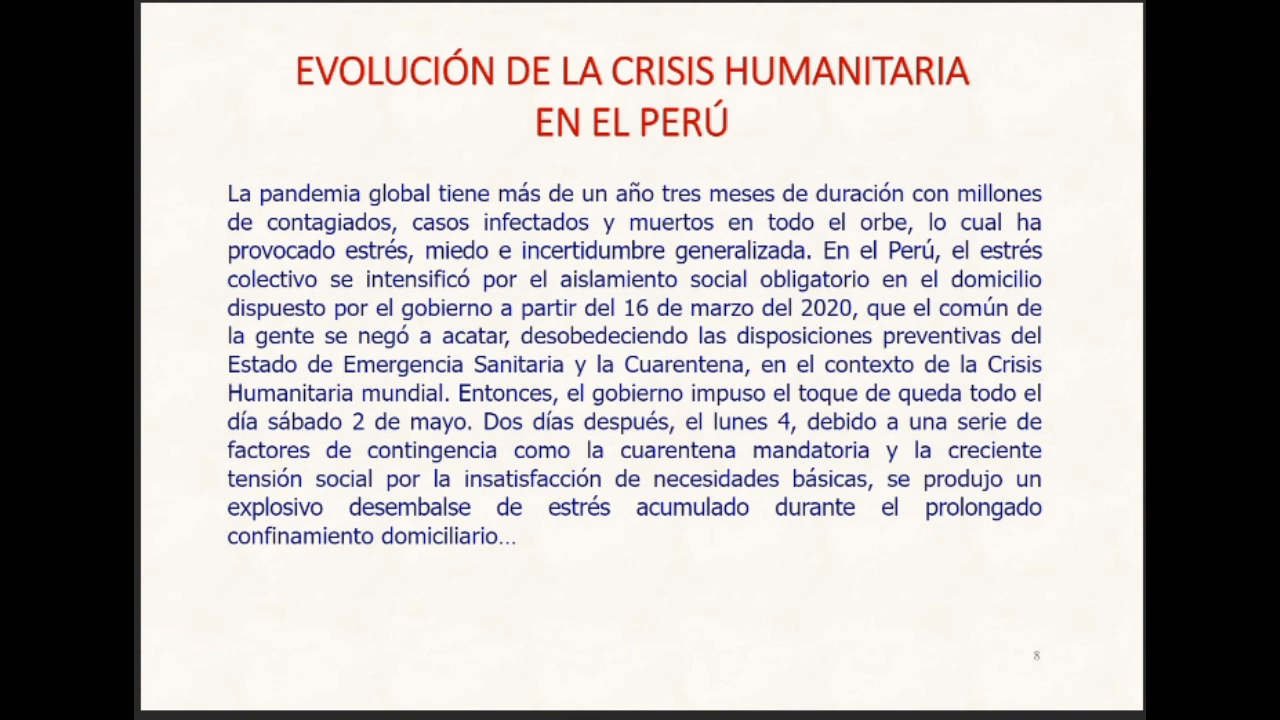 EVOLUCIÓN DE LA CRISIS HUMANITARIA
EN EL PERÚ
La pandemia global tiene más de un año tres meses de duración con millones
de contagiados, casos infectados y muertos en todo el orbe, lo cual ha
provocado estrés, miedo e incertidumbre generalizada. En el Perú, el estrés
colectivo se intensificó por el aislamiento social obligatorio en el domicilio
dispuesto por el gobierno a partir del 16 de marzo del 2020, que el común de
la gente se negó a acatar, desobedeciendo las disposiciones preventivas del
Estado de Emergencia Sanitaria y la Cuarentena, en el contexto de la Crisis
Humanitaria mundial. Entonces, el gobierno impuso el toque de queda todo el
día sábado 2 de mayo. Dos días después, el lunes 4, debido a una serie de
factores de contingencia como la cuarentena mandatoria y la creciente
tensión social por la insatisfacción de necesidades básicas, se produjo un
explosivo desembalse de estrés acumulado durante el prolongado
confinamiento domiciliario…
8